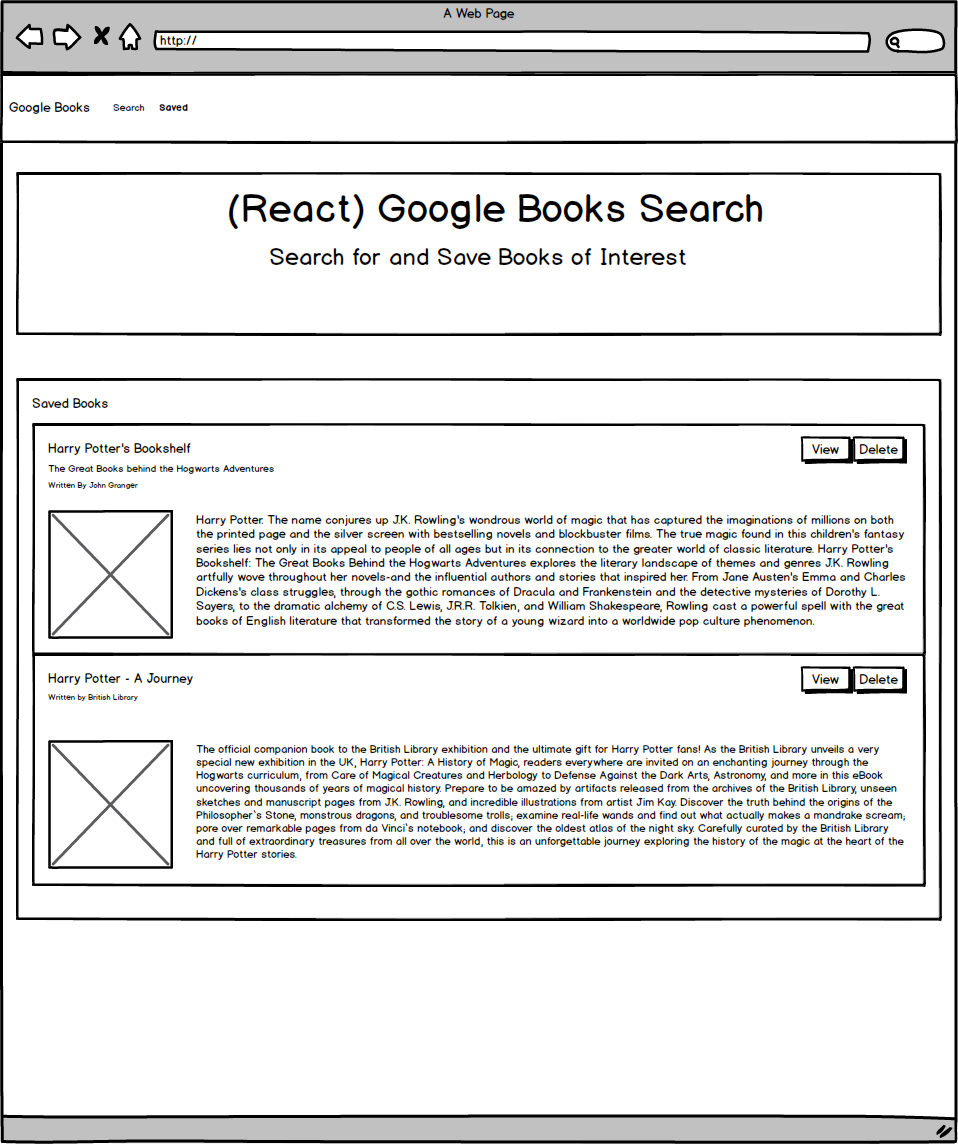 A Web Page
http://
Google Books Search Saved
(React) Google Books Search
Search for and Save Books of Interest
Saved Books
Harry Potter's Bookshelf View Delete
The Great Books behind the Hogwarts Adventures
Written By John Granger
Harry Potter. The name conjures up J.K. Rowling's wondrous world of magic that has captured the imaginations of millions on both
the printed page and the silver screen with bestselling novels and blockbuster films. The true magic found in this children's fantasy
series lies not only in its appeal to people of all ages but in its connection to the greater world of classic literature. Harry Potter's
Bookshelf: The Great Books Behind the Hogwarts Adventures explores the literary landscape of themes and genres J.K. Rowling
artfully wove throughout her novels-and the influential authors and stories that inspired her. From Jane Austen's Emma and Charles
Dickens's class struggles, through the gothic romances of Dracula and Frankenstein and the detective mysteries of Dorothy L.
Sayers, to the dramatic alchemy of C.S. Lewis, J.R.R. Tolkien, and William Shakespeare, Rowling cast a powerful spell with the great
books of English literature that transformed the story of a young wizard into a worldwide pop culture phenomenon.
Harry Potter - A Journey View Delete
Written by British Library
The official companion book to the British Library exhibition and the ultimate gift for Harry Potter fans! As the British Library unveils a very
special new exhibition in the UK, Harry Potter: A History of Magic, readers everywhere are invited on an enchanting journey through the
Hogwarts curriculum, from Care of Magical Creatures and Herbology to Defense Against the Dark Arts, Astronomy, and more in this eBook
uncovering thousands of years of magical history. Prepare to be amazed by artifacts released from the archives of the British Library, unseen
sketches and manuscript pages from J.K. Rowling, and incredible illustrations from artist Jim Kay. Discover the truth behind the origins of the
Philosopher`s Stone, monstrous dragons, and troublesome trolls; examine real-life wands and find out what actually makes a mandrake scream;
pore over remarkable pages from da Vinci`s notebook; and discover the oldest atlas of the night sky. Carefully curated by the British Library
and full of extraordinary treasures from all over the world, this is an unforgettable journey exploring the history of the magic at the heart of the
Harry Potter stories.